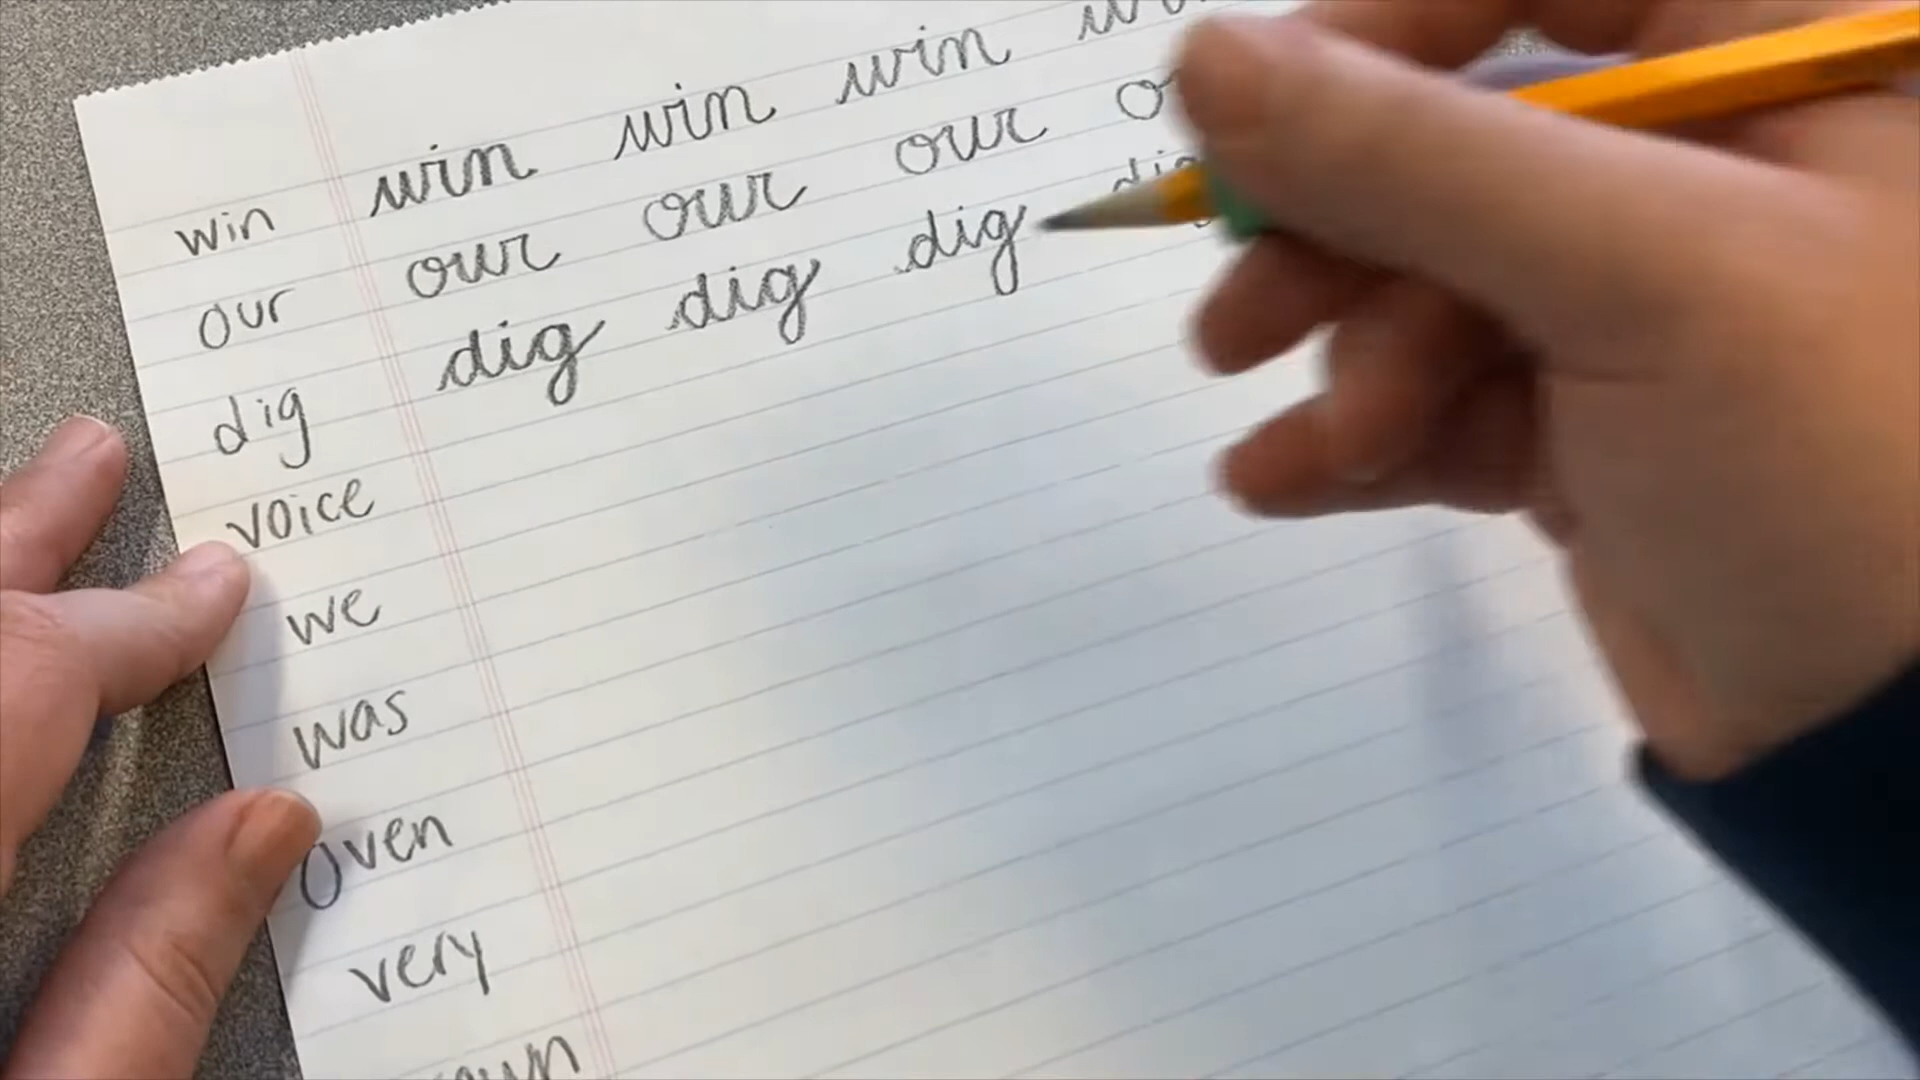 win win win win
our our our our
dig dig dig dig
voice
we
was
oven
very